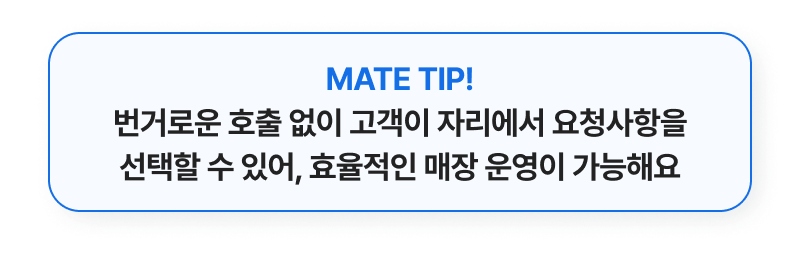 MATE TIP!
번거로운 호출 없이 고객이 자리에서 요청사항을
선택할 수 있어, 효율적인 매장 운영이 가능해요